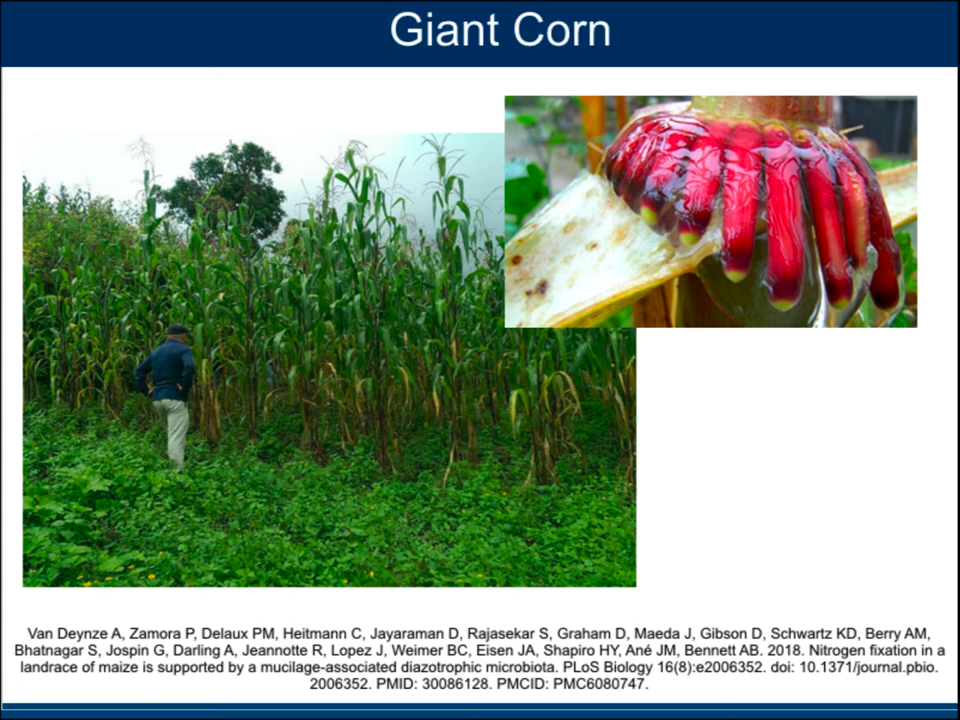 Giant Corn
Van Deynze A, Zamora P, Delaux PM, Heitmann C, Jayaraman D, Rajasekar S, Graham D, Maeda J, Gibson D, Schwartz KD, Berry AM,
Bhatnagar S, Jospin G, Darling A, Jeannotte R, Lopez J, Weimer BC, Eisen JA, Shapiro HY, Ané JM, Bennett AB. 2018. Nitrogen fixation in a
landrace of maize is supported by a mucilage-associated diazotrophic microbiota. PLoS Biology 16(8):e2006352. doi: 10.1371/journal.pbio.
2006352. PMID: 30086128. PMCID: PMC6080747.